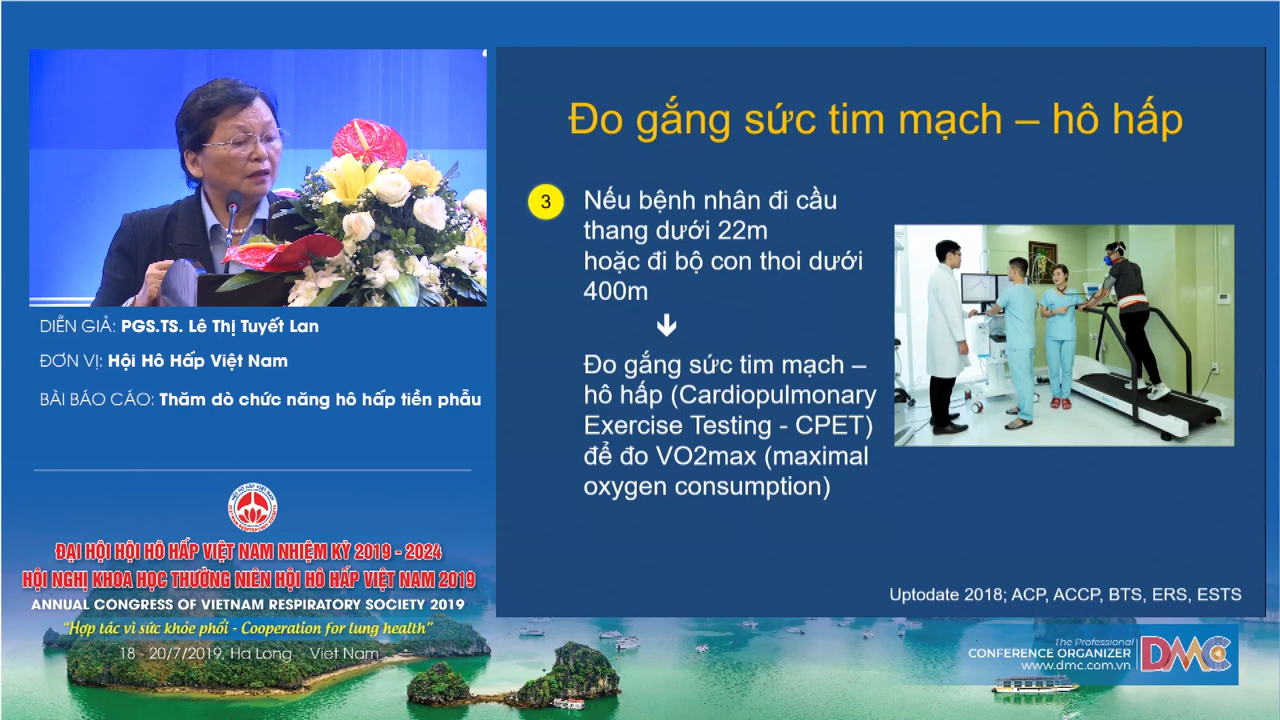 DIỄN GIẢ: PGS.TS. Lê Thị Tuyết Lan
ĐƠN VỊ: Hội Hô Hấp Việt Nam
BÀI BÁO CÁO: Thăm dò chức năng hô hấp tiền phẫu
ĐẠI HỘI HỘI HÔ HẤP VIỆT NAM NHIỆM KỲ 2019 - 2024
HỘI NGHỊ KHOA HỌC THƯỜNG NIÊN HỘI HÔ HẤP VIỆT NAM 2019
ANNUAL CONGRESS OF VIETNAM RESPIRATORY SOCIETY 2019
“Hợp tác vì sức khỏe phổi - Cooperation for lung health”
18 - 20/7/2019, Ha Long Viet Nam
Đo gắng sức tim mạch – hô hấp
3
Nếu bệnh nhân đi cầu
thang dưới 22m
hoặc đi bộ con thoi dưới
400m
Đo gắng sức tim mạch –
hô hấp (Cardiopulmonary
Exercise Testing - CPET)
để đo VO2max (maximal
oxygen consumption)
Uptodate 2018; ACP, ACCP, BTS, ERS, ESTS
The Professional
CONFERENCE ORGANIZER
www.dmc.com.vn
DMC